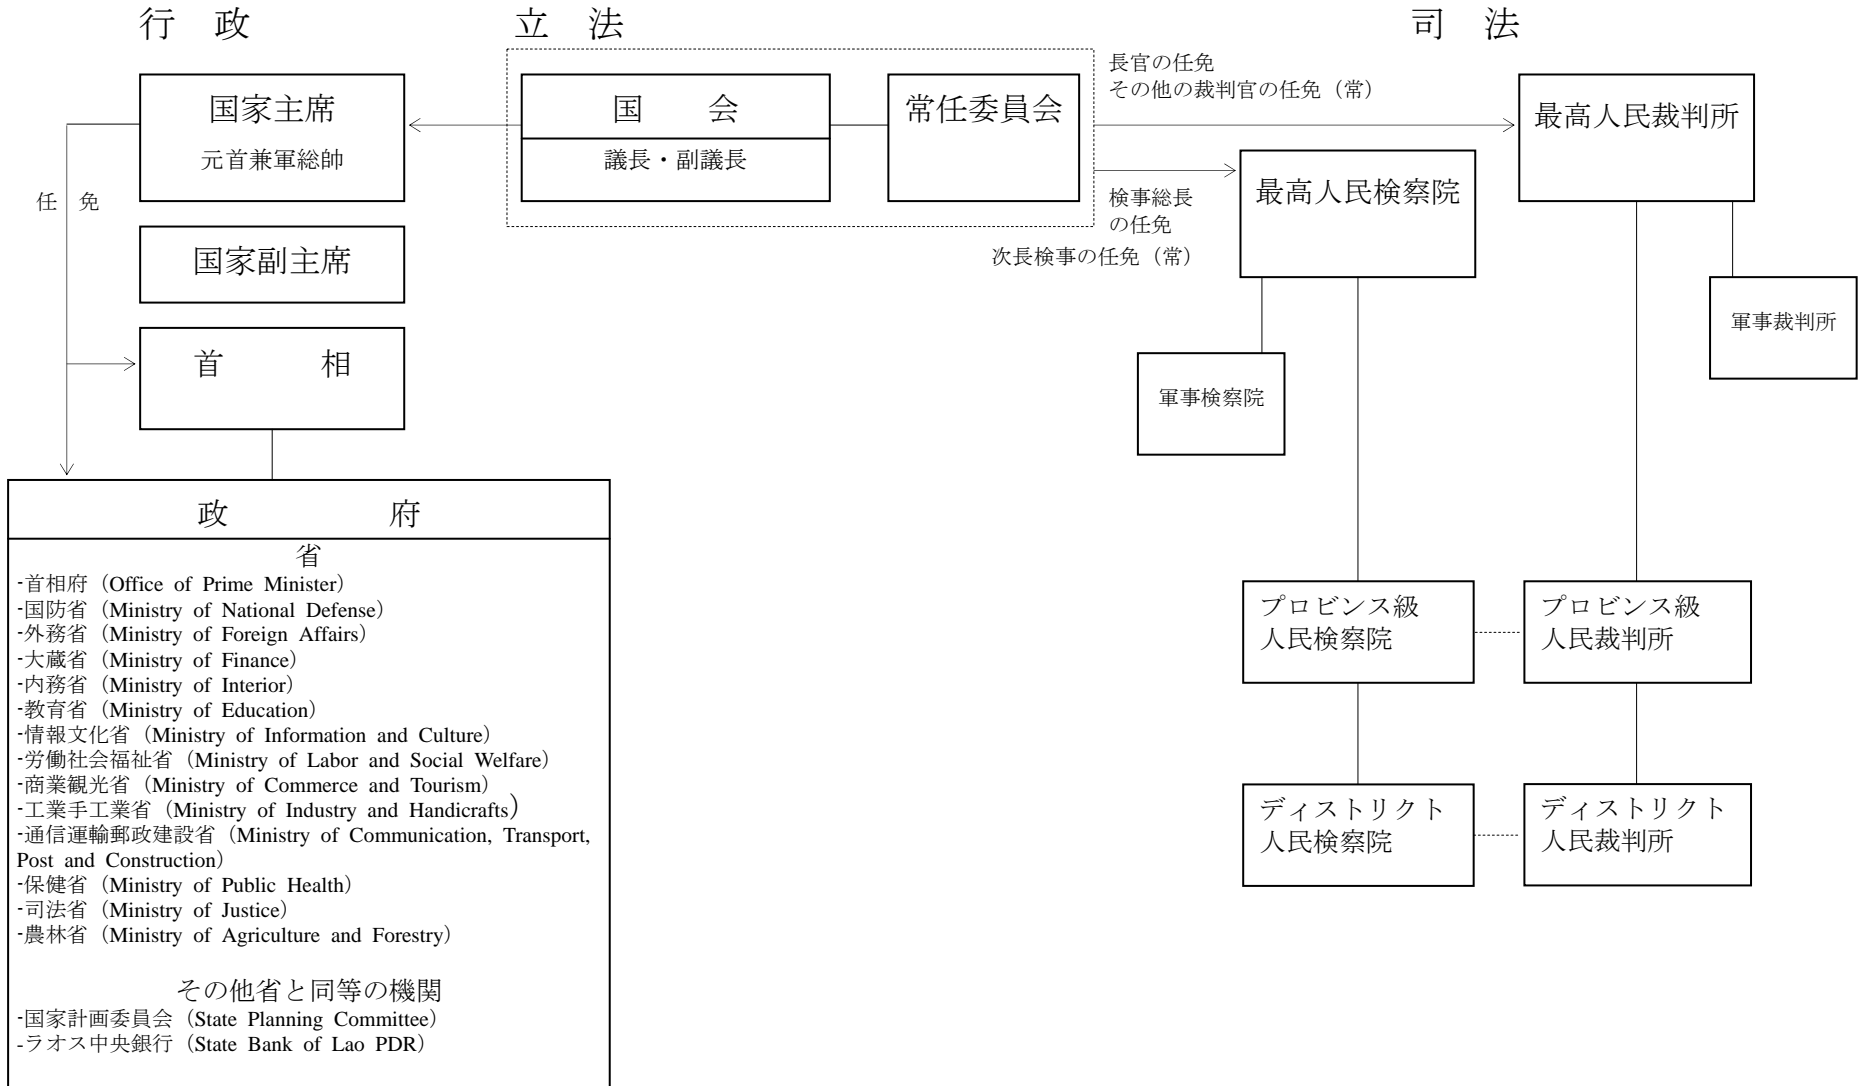 行　政
立　法
司　法
国家主席
元首兼軍総帥
任　免
国家副主席
首　　　相
国　　会
議長・副議長
常任委員会
長官の任免
その他の裁判官の任免（常）
検事総長
の任免
次長検事の任免（常）
最高人民裁判所
最高人民検察院
軍事裁判所
軍事検察院
プロビンス級
人民検察院
プロビンス級
人民裁判所
ディストリクト
人民検察院
ディストリクト
人民裁判所
政　　　　　府
省
-首相府（Office of Prime Minister）
-国防省（Ministry of National Defense）
-外務省（Ministry of Foreign Affairs）
-大蔵省（Ministry of Finance）
-内務省（Ministry of Interior）
-教育省（Ministry of Education）
-情報文化省（Ministry of Information and Culture）
-労働社会福祉省（Ministry of Labor and Social Welfare）
-商業観光省（Ministry of Commerce and Tourism）
-工業手工業省（Ministry of Industry and Handicrafts）
-通信運輸郵政建設省（Ministry of Communication, Transport,
Post and Construction）
-保健省（Ministry of Public Health）
-司法省（Ministry of Justice）
-農林省（Ministry of Agriculture and Forestry）
その他省と同等の機関
-国家計画委員会（State Planning Committee）
-ラオス中央銀行（State Bank of Lao PDR）